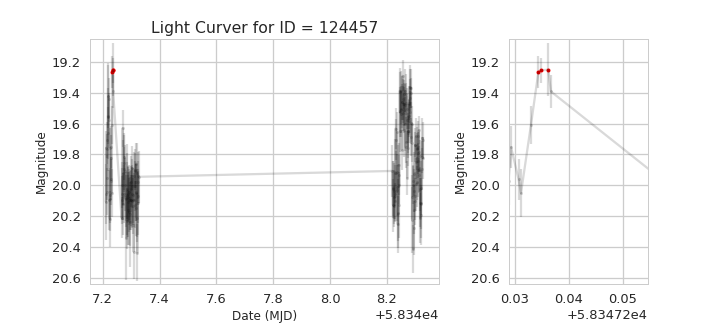 Light Curver for ID = 124457
19.2
19.4
19.6
19.8
20.0
20.2
20.4
20.6
Magnitude
7.2 7.4 7.6 7.8 8.0 8.2
Date (MJD)
+5.834e4
19.2
19.4
19.6
19.8
20.0
20.2
20.4
20.6
Magnitude
0.03 0.04 0.05
+5.83472e4